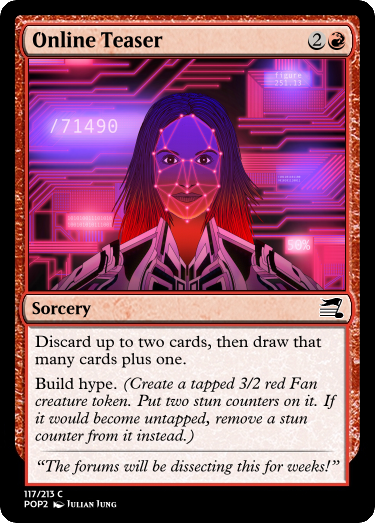 Online Teaser
2
/71490
figure
251.33
50%
Sorcery
Discard up to two cards, then draw that
many cards plus one.
Build hype. (Create a tapped 3/2 red Fan
creature token. Put two stun counters on it. If
it would become untapped, remove a stun
counter from it instead.)
“The forums will be dissecting this for weeks!”
117/213 C
POP2 Julian Jung